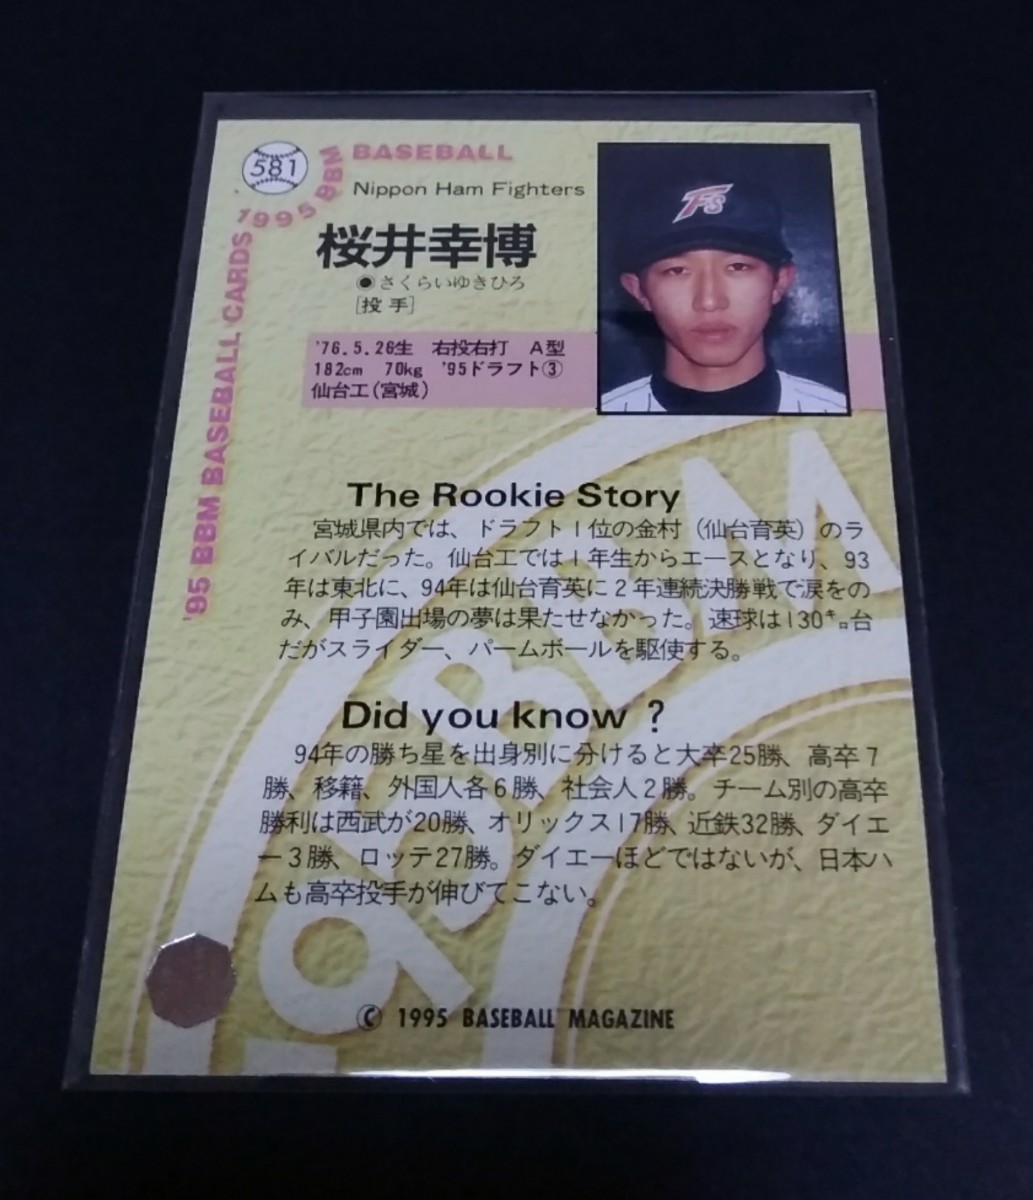 581
1995 BBM
BASEBALL
Nippon Ham Fighters
桜井幸博
●さくらいゆきひろ
[投手]
'76.5.26生 右投右打 A型
182cm 70kg '95ドラフト③
仙台工(宮城)
FS
'95 BBM BASEBALL CARDS
The Rookie Story
宮城県内では、ドラフト1位の金村(仙台育英)のラ
イバルだった。仙台工では1年生からエースとなり、93
年は東北に、94年は仙台育英に2年連続決勝戦で涙をの
み、甲子園出場の夢は果たせなかった。速球は130㌔台
だがスライダー、パームボールを駆使する。
Did you know ?
94年の勝ち星を出身別に分けると大卒25勝、高卒7
勝、移籍、外国人各6勝、社会人2勝。チーム別の高卒
勝利は西武が20勝、オリックス17勝、近鉄32勝、ダイエ
ー3勝、ロッテ27勝。ダイエーほどではないが、日本ハ
ムも高卒投手が伸びてこない。
95 BBM
© 1995 BASEBALL MAGAZINE